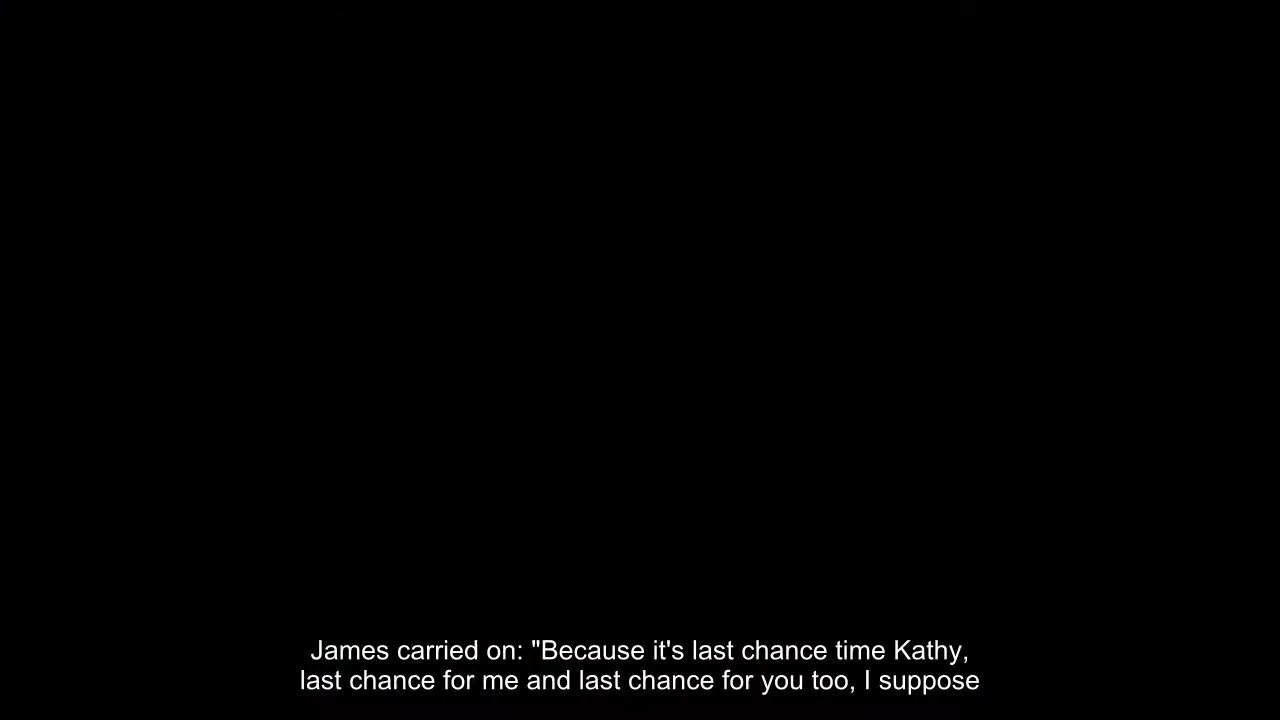 James carried on: "Because it's last chance time Kathy,
last chance for me and last chance for you too, I suppose